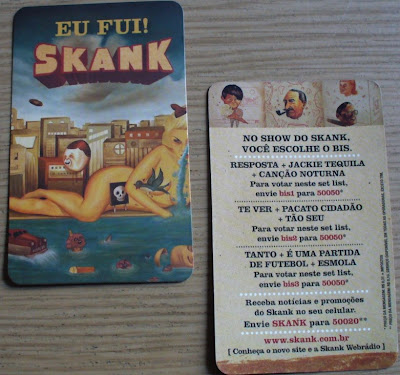 EU FUI!
SKANK
NO SHOW DO SKANK,
VOCÊ ESCOLHE O BIS.
RESPOSTA + JACKIE TEQUILA
+ CANÇÃO NOTURNA
Para votar neste set list,
envie bis1 para 50050*
TE VER + PACATO CIDADÃO
+ TÃO SEU
Para votar neste set list,
envie bis2 para 50050*
TANTO + É UMA PARTIDA
DE FUTEBOL + ESMOLA
Para votar neste set list,
envie bis3 para 50050*
Receba notícias e promoções
do Skank no seu celular.
Envie SKANK para 50020**
www.skank.com.br
[ Conheça o novo site e a Skank Webrádio ]